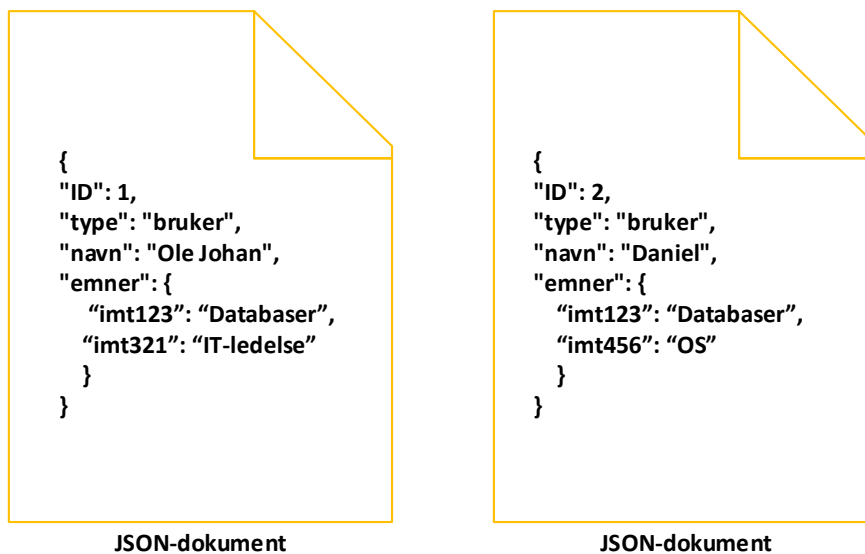 {
"ID": 1,
"type": "bruker",
"navn": "Ole Johan",
"emner": {
“imt123”: “Databaser”,
“imt321”: “IT-ledelse”
}
}
JSON-dokument
{
"ID": 2,
"type": "bruker",
"navn": "Daniel",
"emner": {
“imt123”: “Databaser”,
“imt456”: “OS”
}
}
JSON-dokument